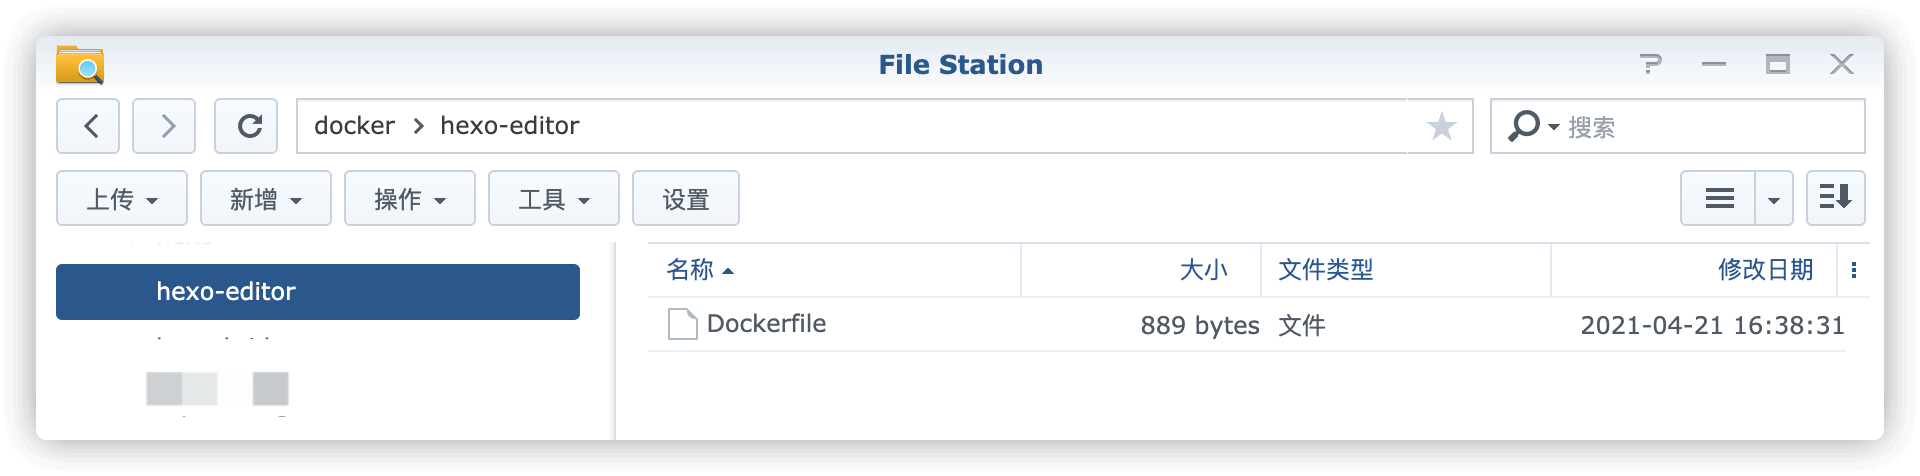 File Station
docker > hexo-editor
搜索
上传 新增 操作 工具 设置
hexo-editor
名称 大小 文件类型 修改日期
Dockerfile 889 bytes 文件 2021-04-21 16:38:31